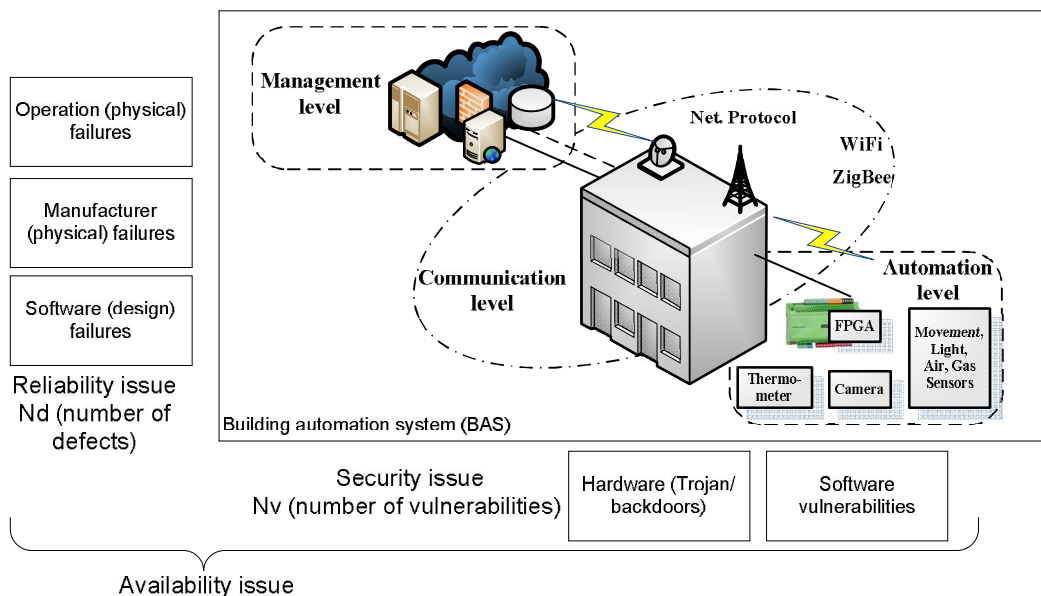 Operation (physical)
failures
Manufacturer
(physical) failures
Software (design)
failures
Reliability issue
Nd (number of
defects)
Management
level
Net. Protocol
WiFi
ZigBee
Communication
level
Automation
level
FPGA
Movement,
Light,
Air, Gas
Sensors
Thermo-
meter
Camera
Building automation system (BAS)
Security issue
Nv (number of vulnerabilities)
Hardware (Trojan/
backdoors)
Software
vulnerabilities
Availability issue